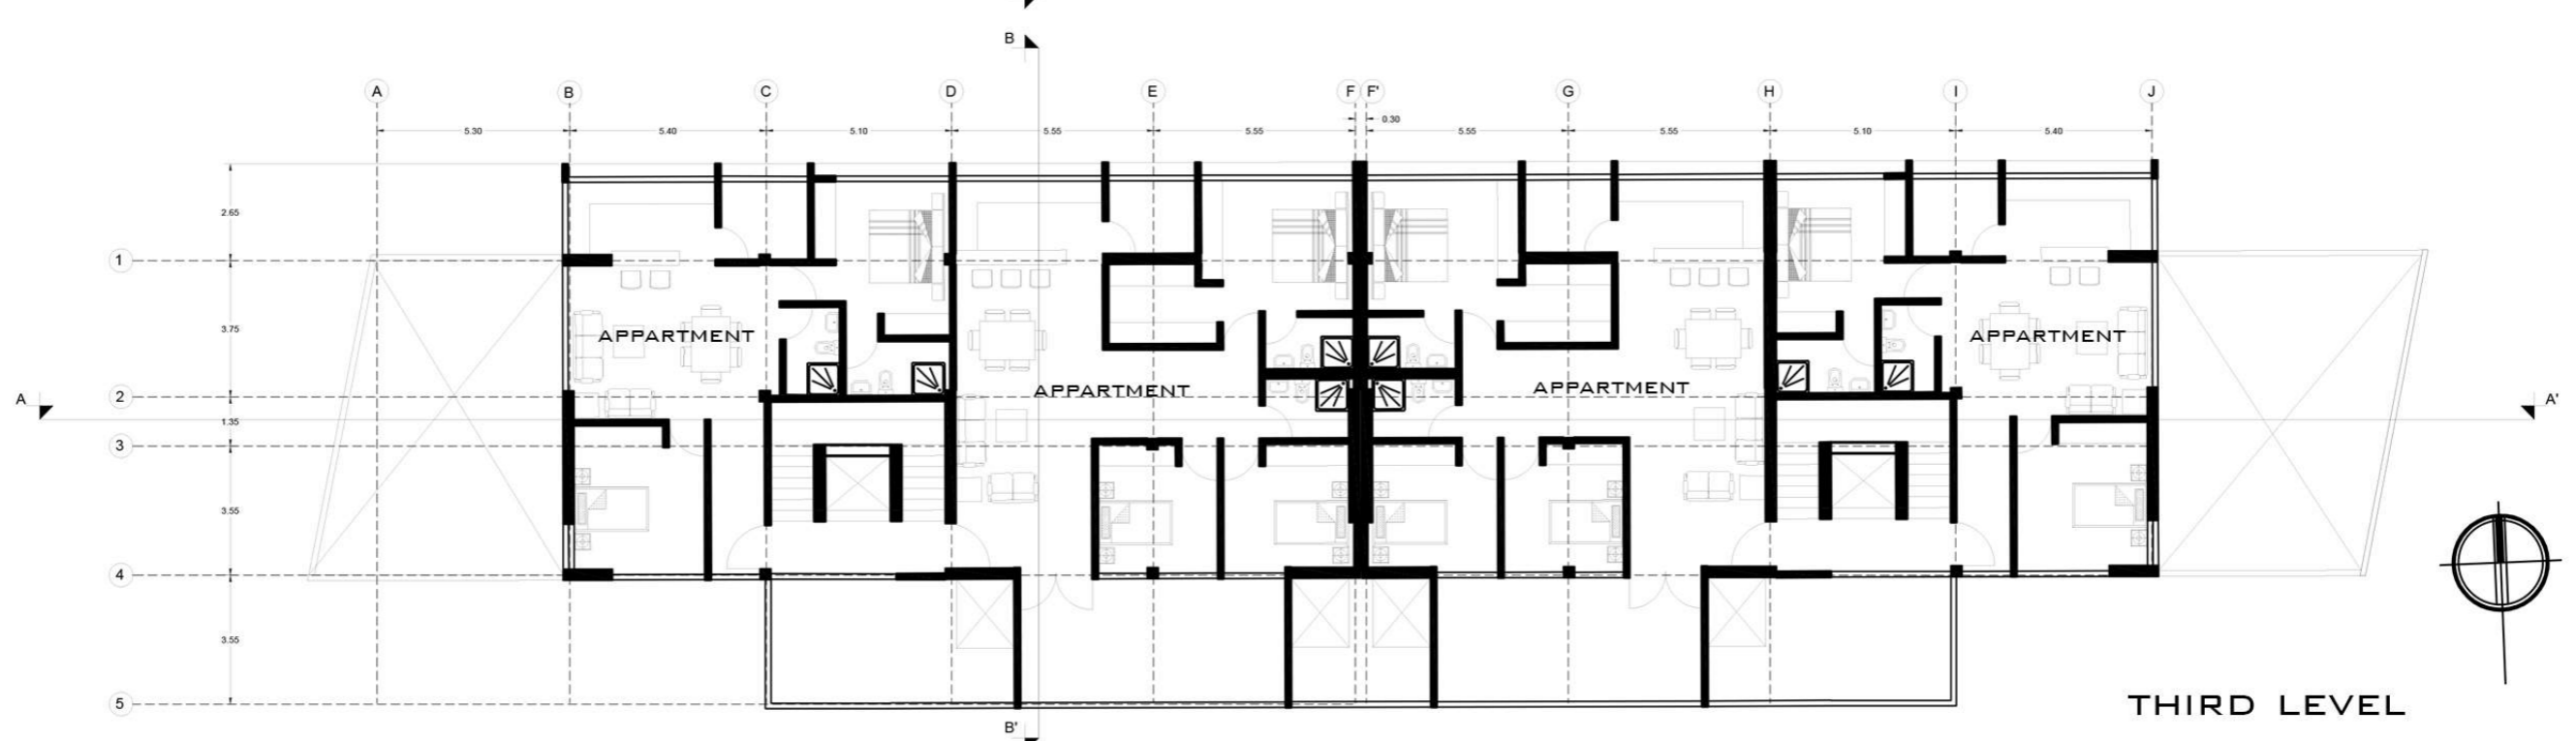 B
A B C D E F F' G H I J
5.30 5.40 5.10 5.55 5.55 0.30 5.55 5.55 5.10 5.40
2.65
1
3.75
APPARTMENT APPARTMENT
APPARTMENT APPARTMENT
2
A A'
1.35
3
3.55
4
3.55
5
THIRD LEVEL
B'